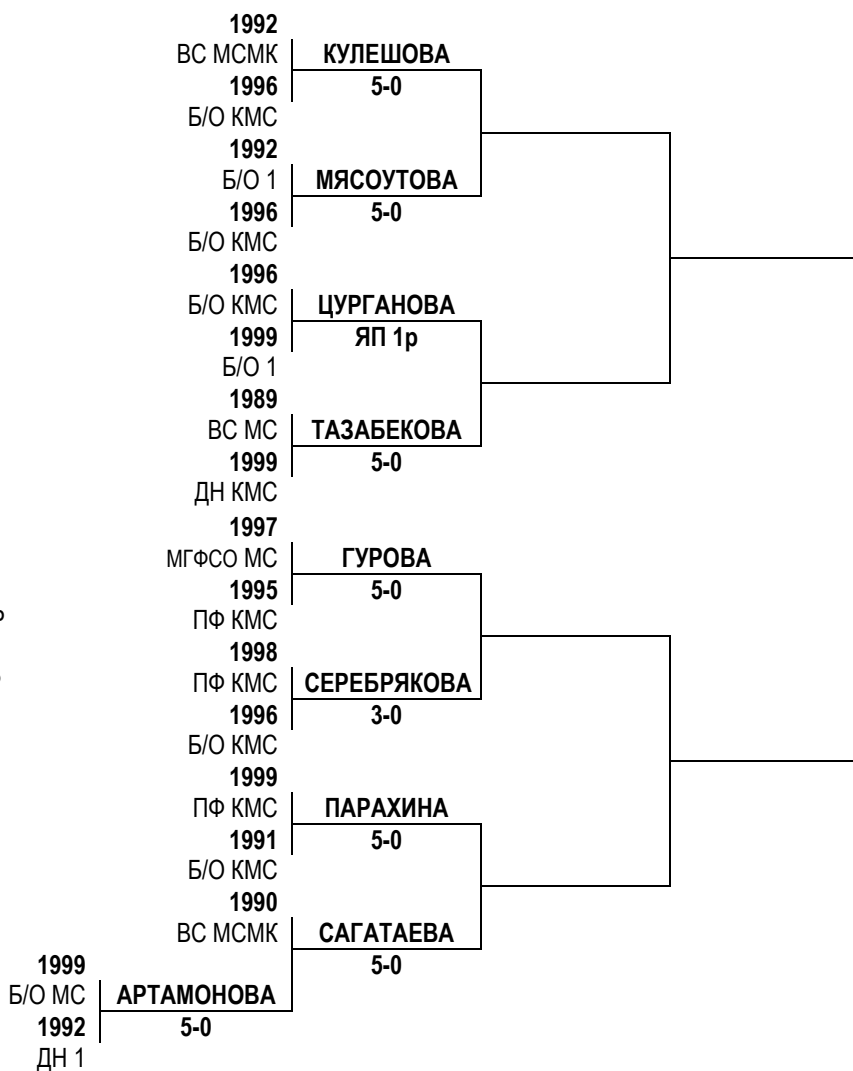 1992
ВС МСМК КУЛЕШОВА
1996 5-0
Б/О КМС
1992
Б/О 1 МЯСОУТОВА
1996 5-0
Б/О КМС
1996
Б/О КМС ЦУРГАНОВА
1999 ЯП 1р
Б/О 1
1989
ВС МС ТАЗАБЕКОВА
1999 5-0
ДН КМС
1997
МГФСО МС ГУРОВА
1995 5-0
ПФ КМС
1998
ПФ КМС СЕРЕБРЯКОВА
1996 3-0
Б/О КМС
1999
ПФ КМС ПАРАХИНА
1991 5-0
Б/О КМС
1990
ВС МСМК САГАТАЕВА
1999 5-0
Б/О МС АРТАМОНОВА
1992 5-0
ДН 1